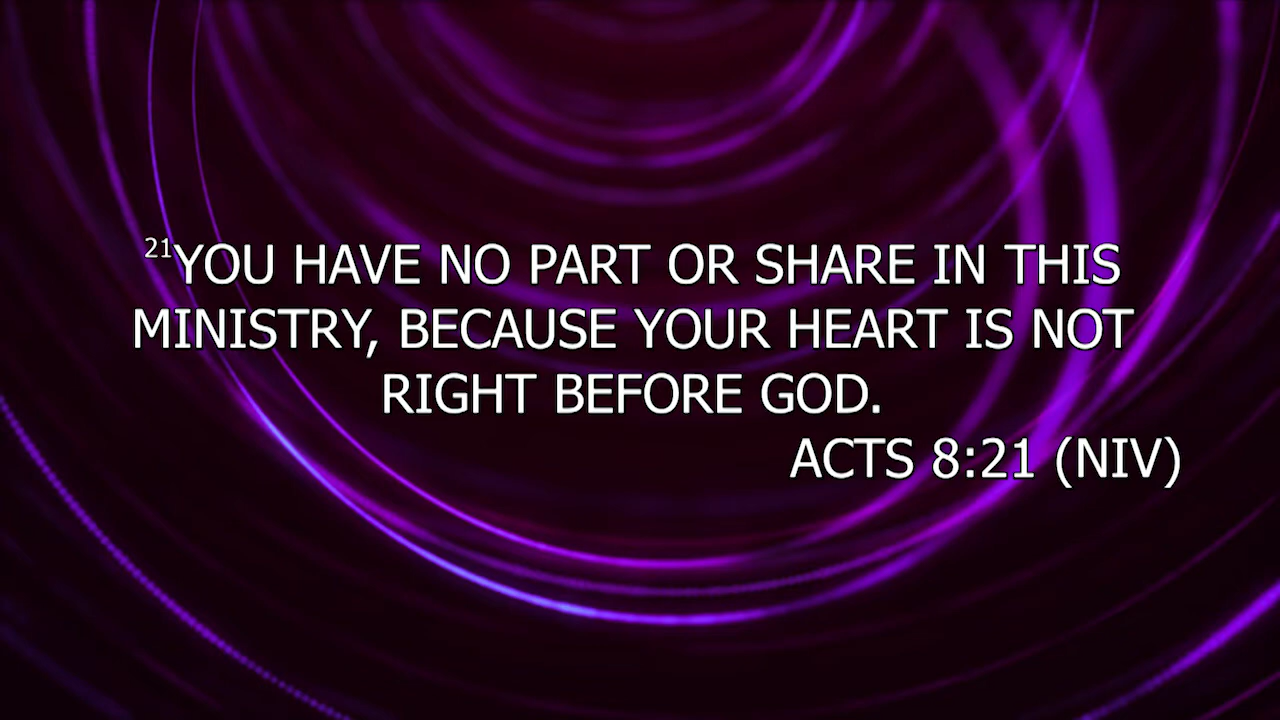 21YOU HAVE NO PART OR SHARE IN THIS
MINISTRY, BECAUSE YOUR HEART IS NOT
RIGHT BEFORE GOD.
ACTS 8:21 (NIV)